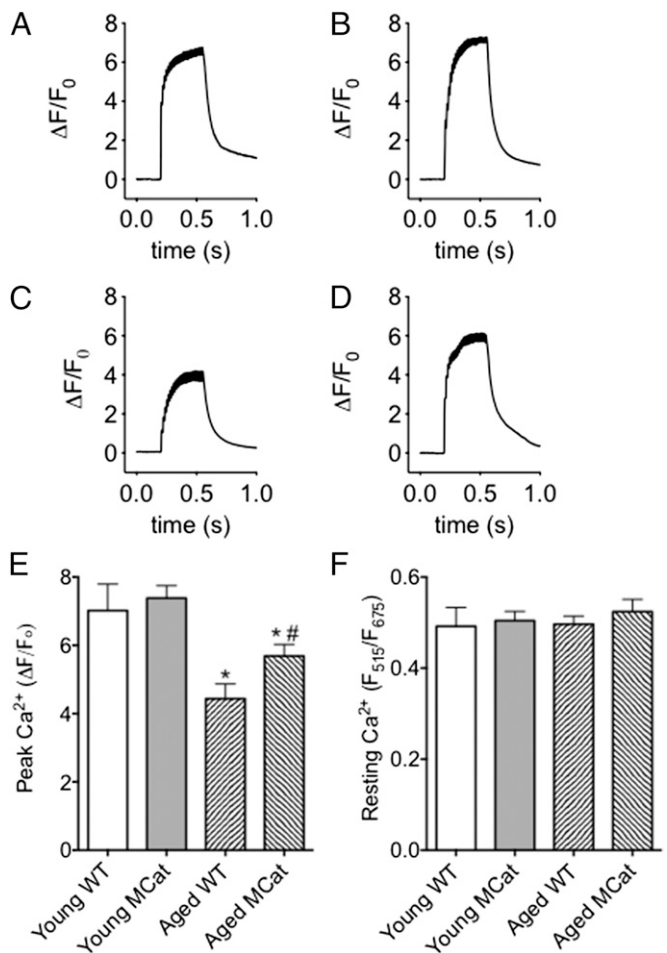 A
B
8
6
4
2
0
ΔF/F0
0.0 0.5 1.0
time (s)
8
6
4
2
0
ΔF/F0
0.0 0.5 1.0
time (s)
C
D
8
6
4
2
0
ΔF/F0
0.0 0.5 1.0
time (s)
8
6
4
2
0
ΔF/F0
0.0 0.5 1.0
time (s)
E
F
8
6
4
2
0
Peak Ca2+ (ΔF/Fo)
*
* #
Young WT
Young MCat
Aged WT
Aged MCat
0.6
0.4
0.2
0.0
Resting Ca2+ (F515/F675)
Young WT
Young MCat
Aged WT
Aged MCat